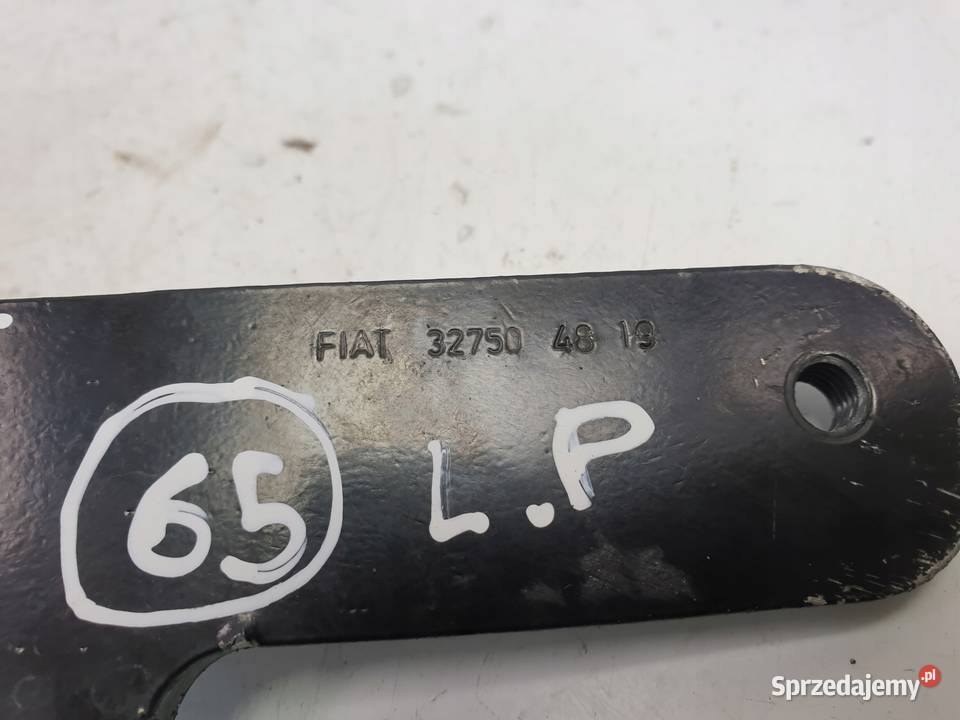 FIAT 32750 48 19
65 L.P
Sprzedajemy.pl